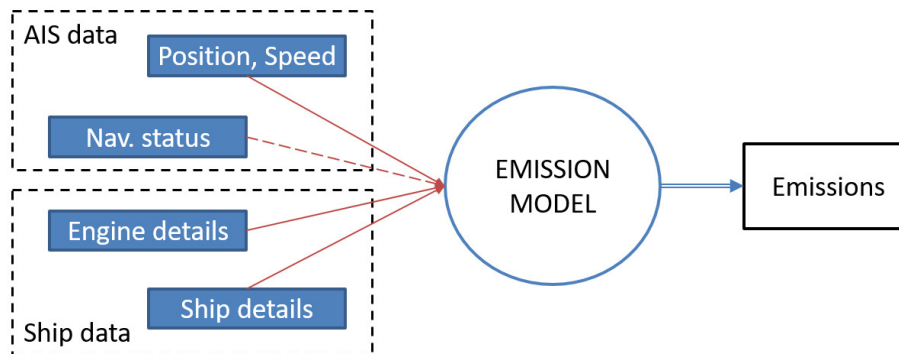 AIS data
Position, Speed
Nav. status
Engine details
Ship details
Ship data
EMISSION
MODEL
Emissions